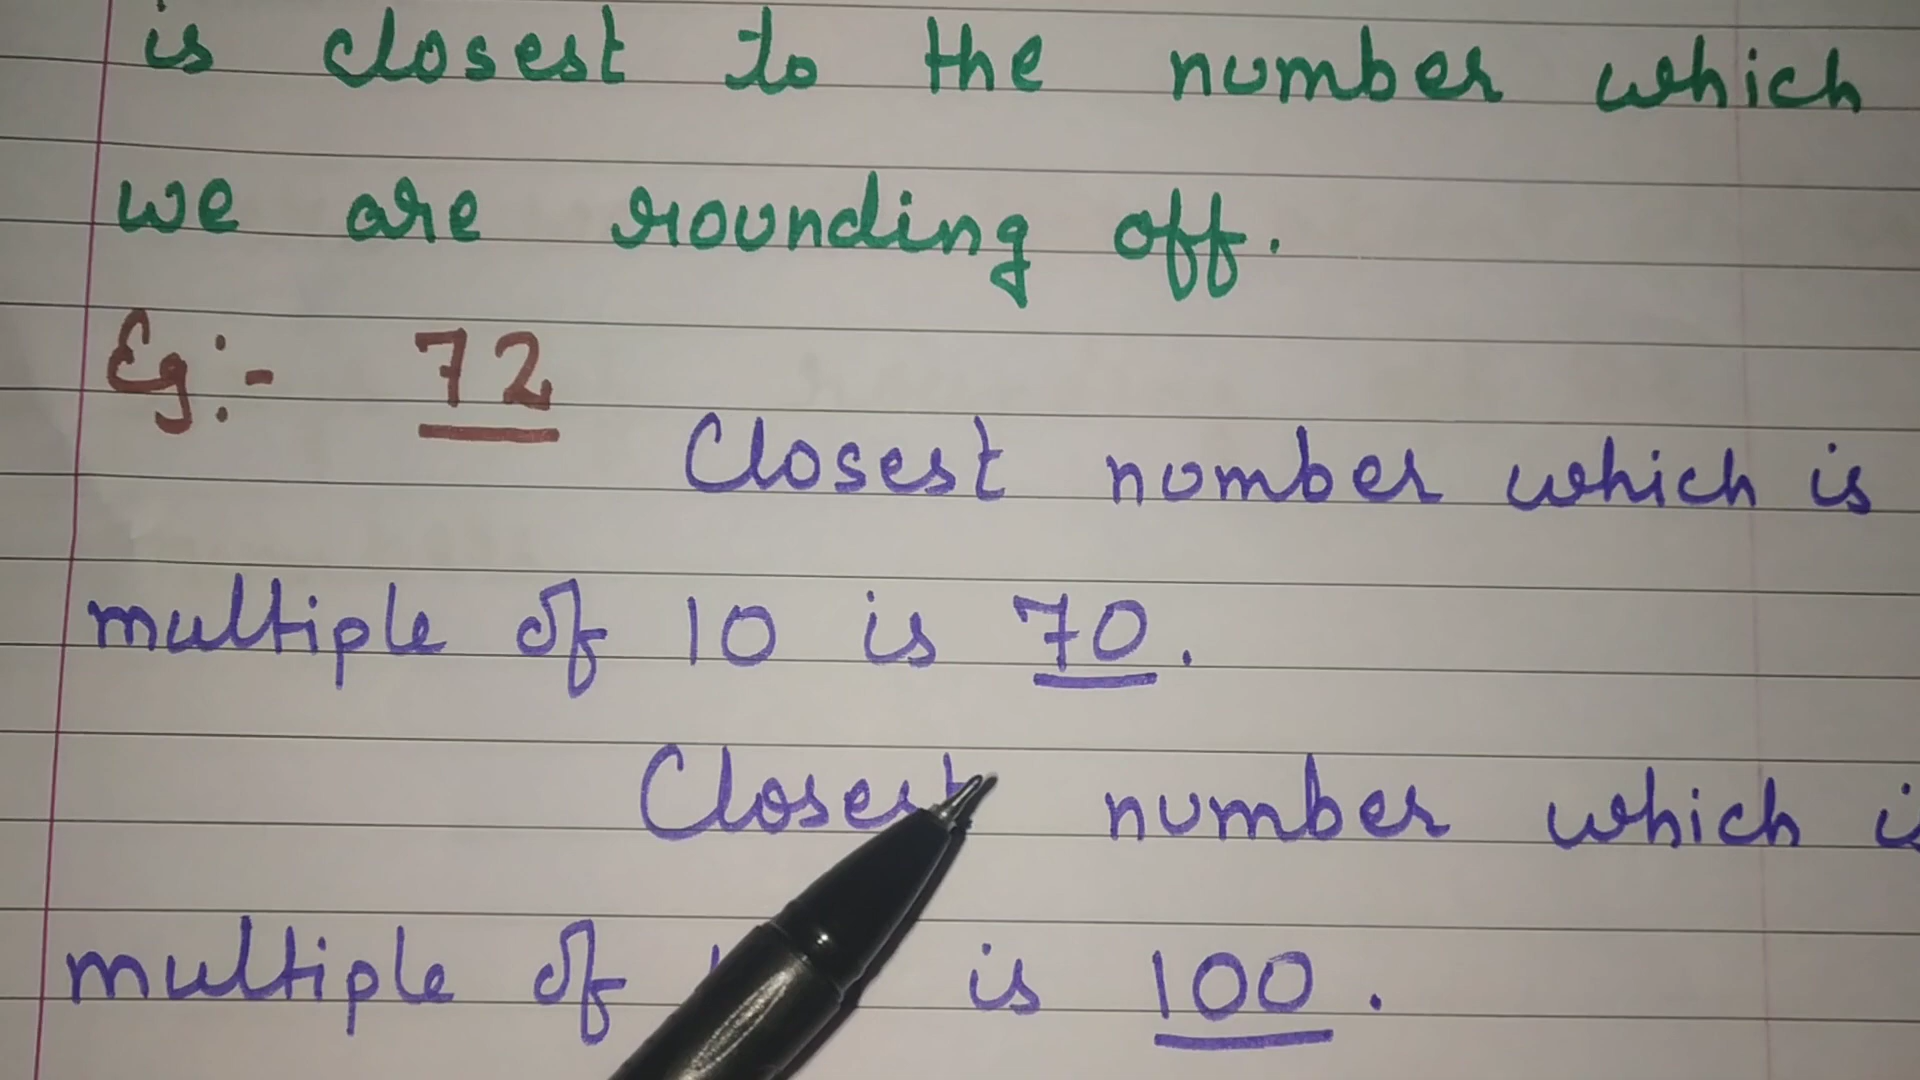 is closest to the number which
we are rounding off.
Eg:- 72
Closest number which is
multiple of 10 is 70.
Closest number which is
multiple of is 100.